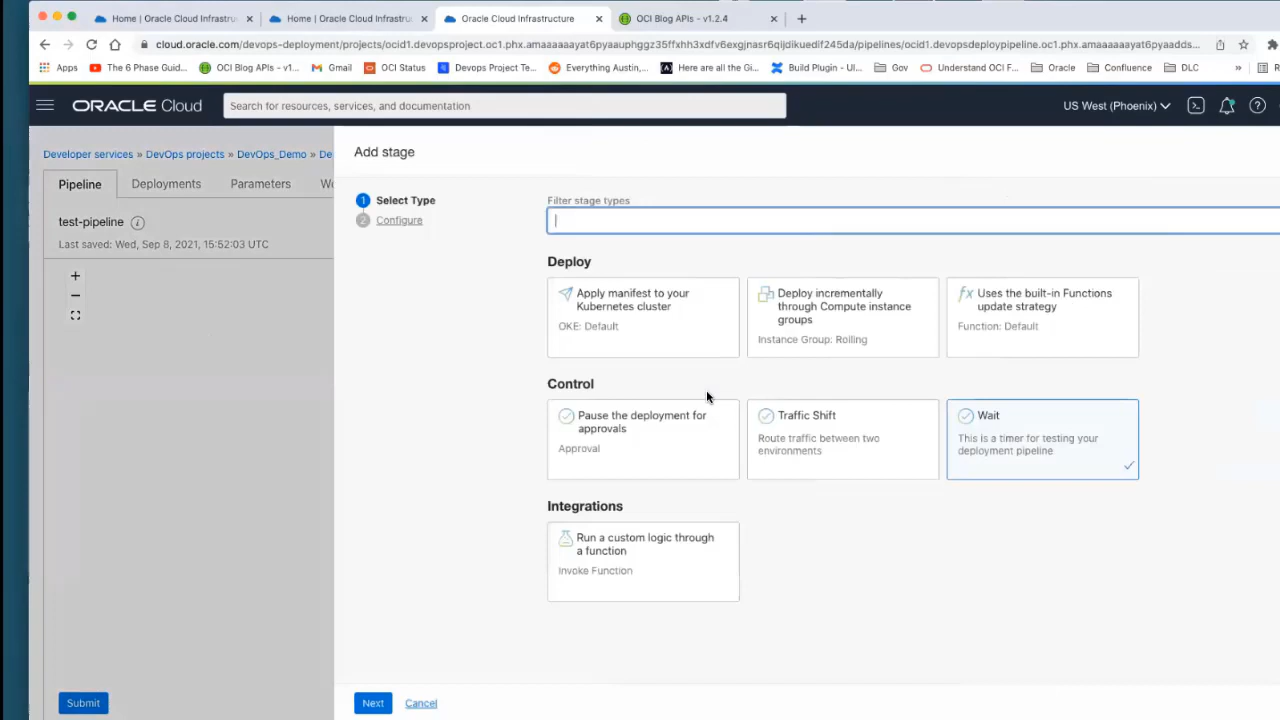 Home | Oracle Cloud Infrastruc
Home | Oracle Cloud Infrastruc
Oracle Cloud Infrastructure
OCI Blog APIs - v1.2.4
cloud.oracle.com/devops-deployment/projects/ocid1.devopsproject.oc1.phx.amaaaaaayat6pyaauphggz35ffxhh3xdfv6exgjnasr6qijdikuedif245da/pipelines/ocid1.devopsdeploypipeline.oc1.phx.amaaaaaayat6pyaadds...
Apps
The 6 Phase Guid...
OCI Blog APIs - v1...
Gmail
OCI Status
Devops Project Te...
Everything Austin,...
Here are all the Gi...
Build Plugin - UI...
Gov
Understand OCI F...
Oracle
Confluence
DLC
»
ORACLE Cloud
Search for resources, services, and documentation
US West (Phoenix)
Developer services » DevOps projects » DevOps_Demo » De
Pipeline
Deployments
Parameters
test-pipeline
Last saved: Wed, Sep 8, 2021, 15:52:03 UTC
Submit
Add stage
1 Select Type
2 Configure
Filter stage types
Deploy
Apply manifest to your
Kubernetes cluster
OKE: Default
Deploy incrementally
through Compute instance
groups
Instance Group: Rolling
Uses the built-in Functions
update strategy
Function: Default
Control
Pause the deployment for
approvals
Approval
Traffic Shift
Route traffic between two
environments
Wait
This is a timer for testing your
deployment pipeline
Integrations
Run a custom logic through
a function
Invoke Function
Next
Cancel